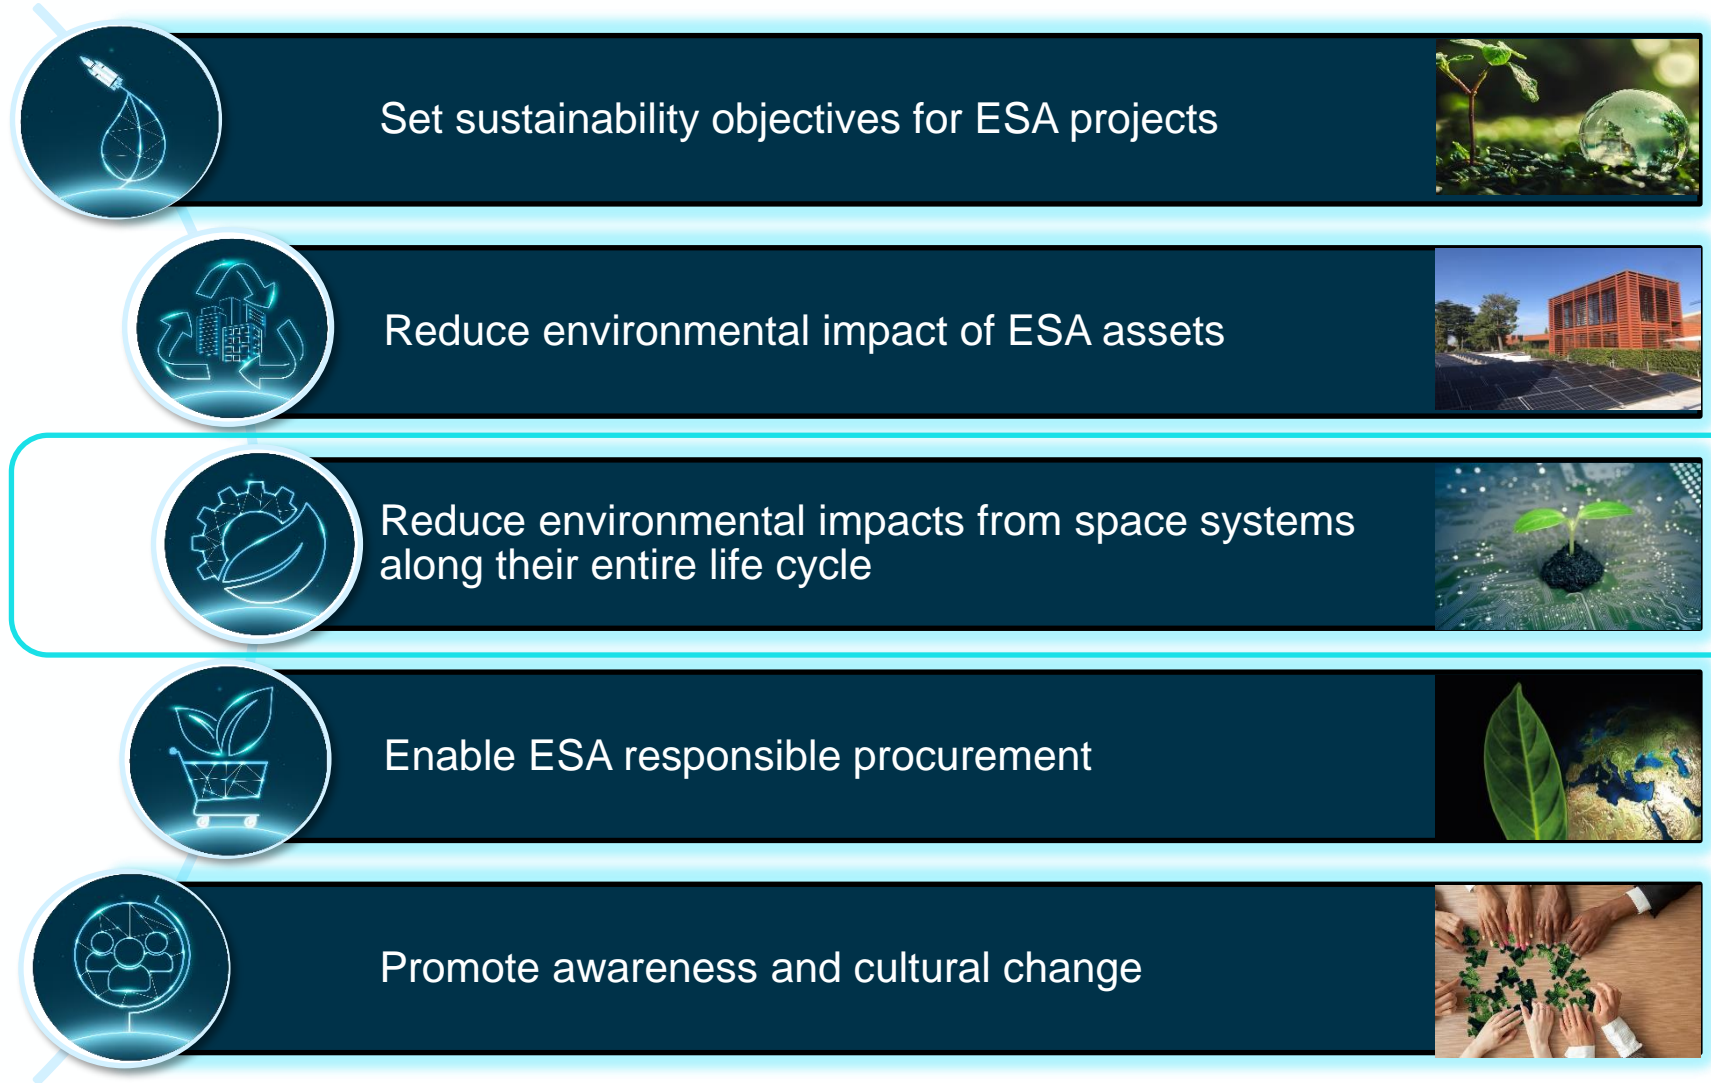 Set sustainability objectives for ESA projects
Reduce environmental impact of ESA assets
Reduce environmental impacts from space systems
along their entire life cycle
Enable ESA responsible procurement
Promote awareness and cultural change